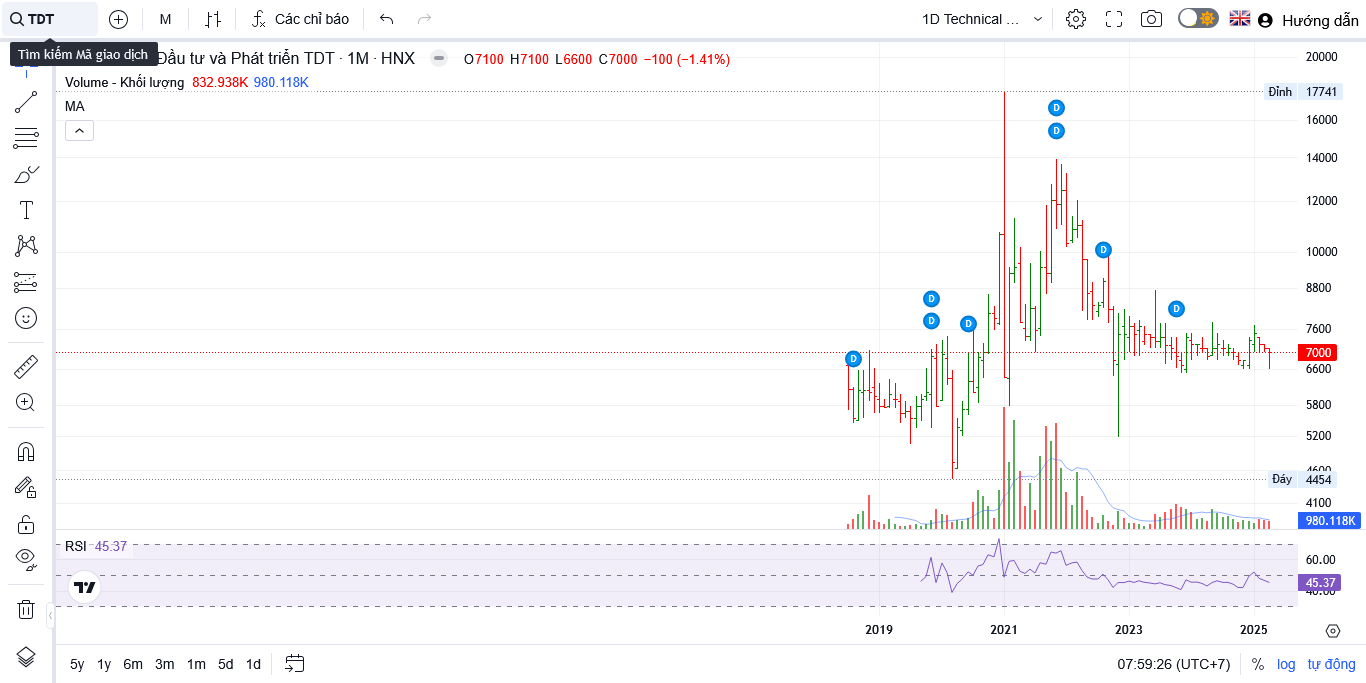 TDT
M
Các chỉ báo
1D Technical ...
Hướng dẫn
Tìm kiếm Mã giao dịch
Đầu tư và Phát triển TDT · 1M · HNX
O7100 H7100 L6600 C7000 −100 (−1.41%)
Volume - Khối lượng 832.938K 980.118K
MA
20000
Đỉnh 17741
16000
14000
12000
10000
8800
7600
7000
6600
5800
5200
4600
Đáy 4454
4100
980.118K
D
D
D
D
D
D
D
D
RSI 45.37
60.00
45.37
40.00
2019 2021 2023 2025
5y 1y 6m 3m 1m 5d 1d
07:59:26 (UTC+7)
% log tự động